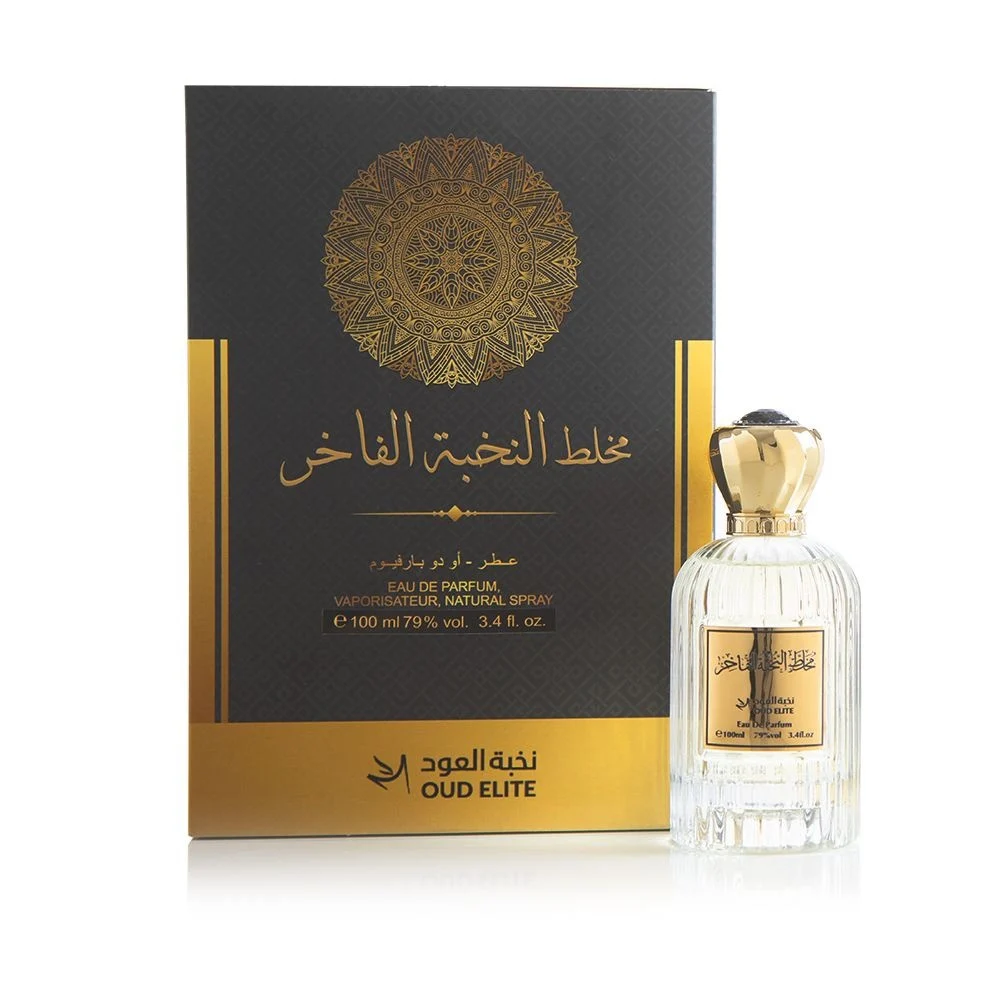 مخلط النخبة الفاخر
عطر - أو دو بارفيوم
EAU DE PARFUM,
VAPORISATEUR, NATURAL SPRAY
℮ 100 ml 79% vol. 3.4 fl. oz.
نخبة العود
OUD ELITE
مخلط النخبة الفاخر
نخبة العود
OUD ELITE
Eau De Parfum
℮100ml 79%vol 3.4fl.oz